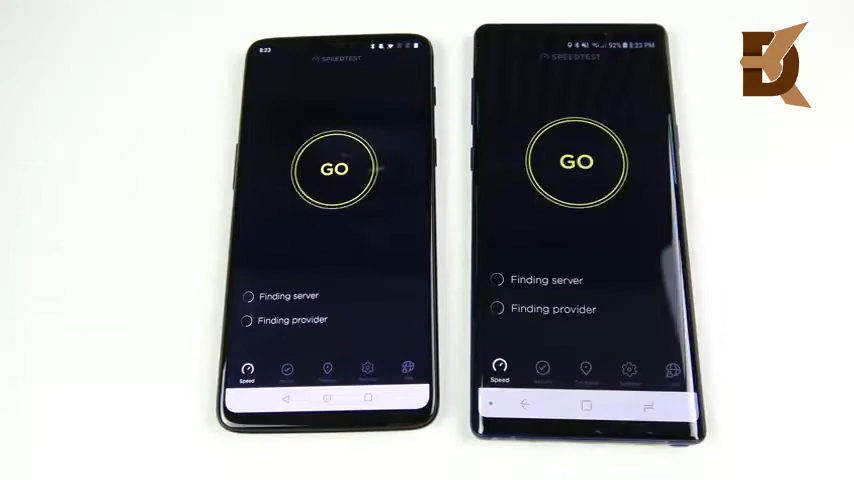 8:23
SPEEDTEST
GO
Finding server
Finding provider
Speed
92% 8:23 PM
SPEEDTEST
GO
Finding server
Finding provider
Speed
DK